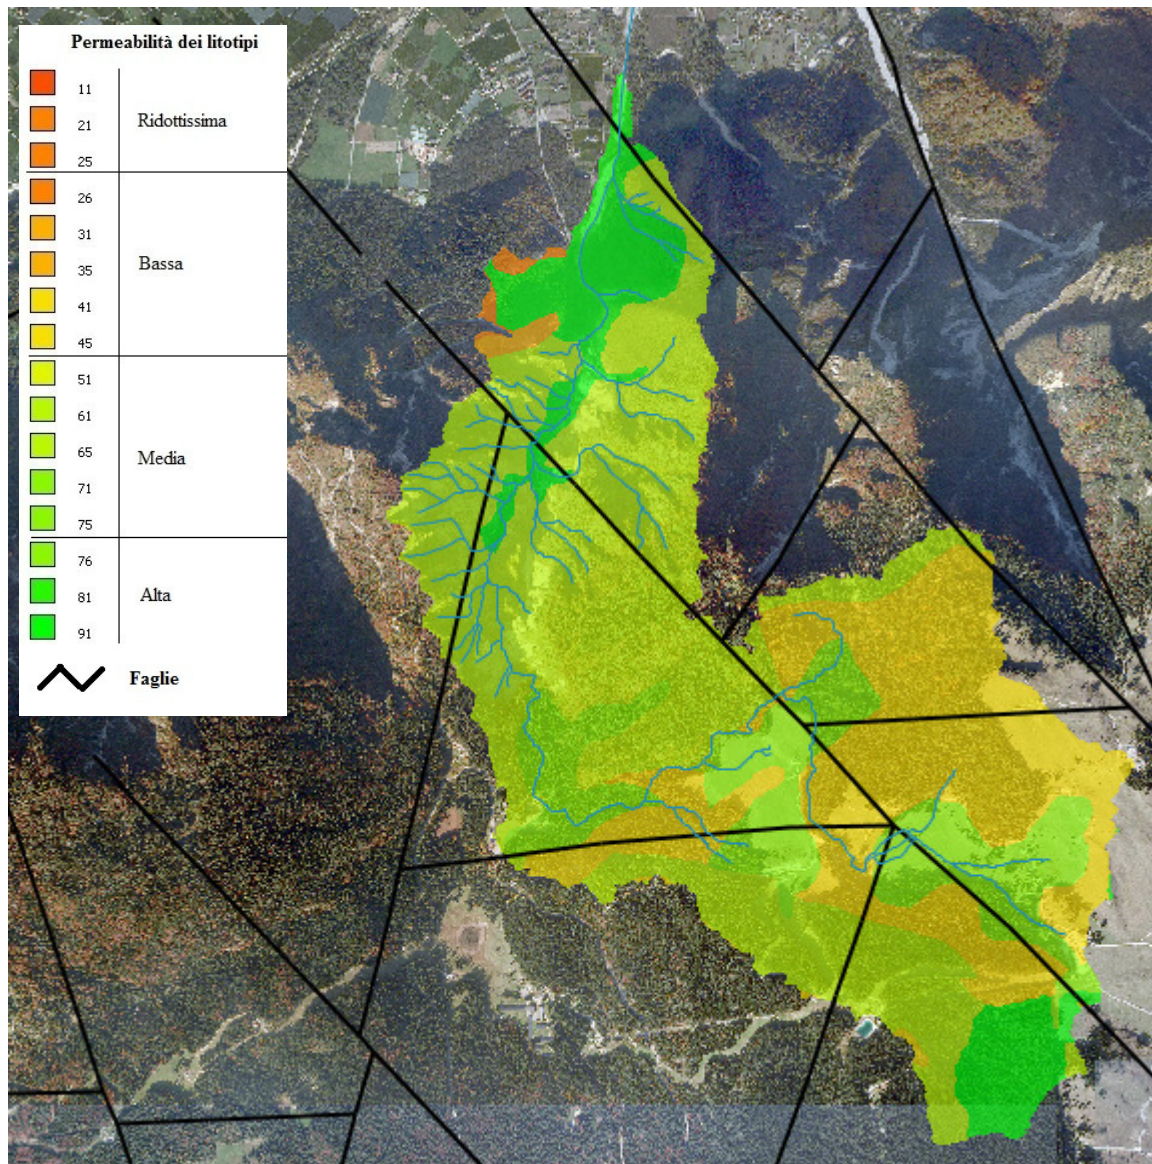 Permeabilità dei litotipi
11
21 Ridottissima
25
26
31
35 Bassa
41
45
51
61
65 Media
71
75
76
81 Alta
91
Faglie